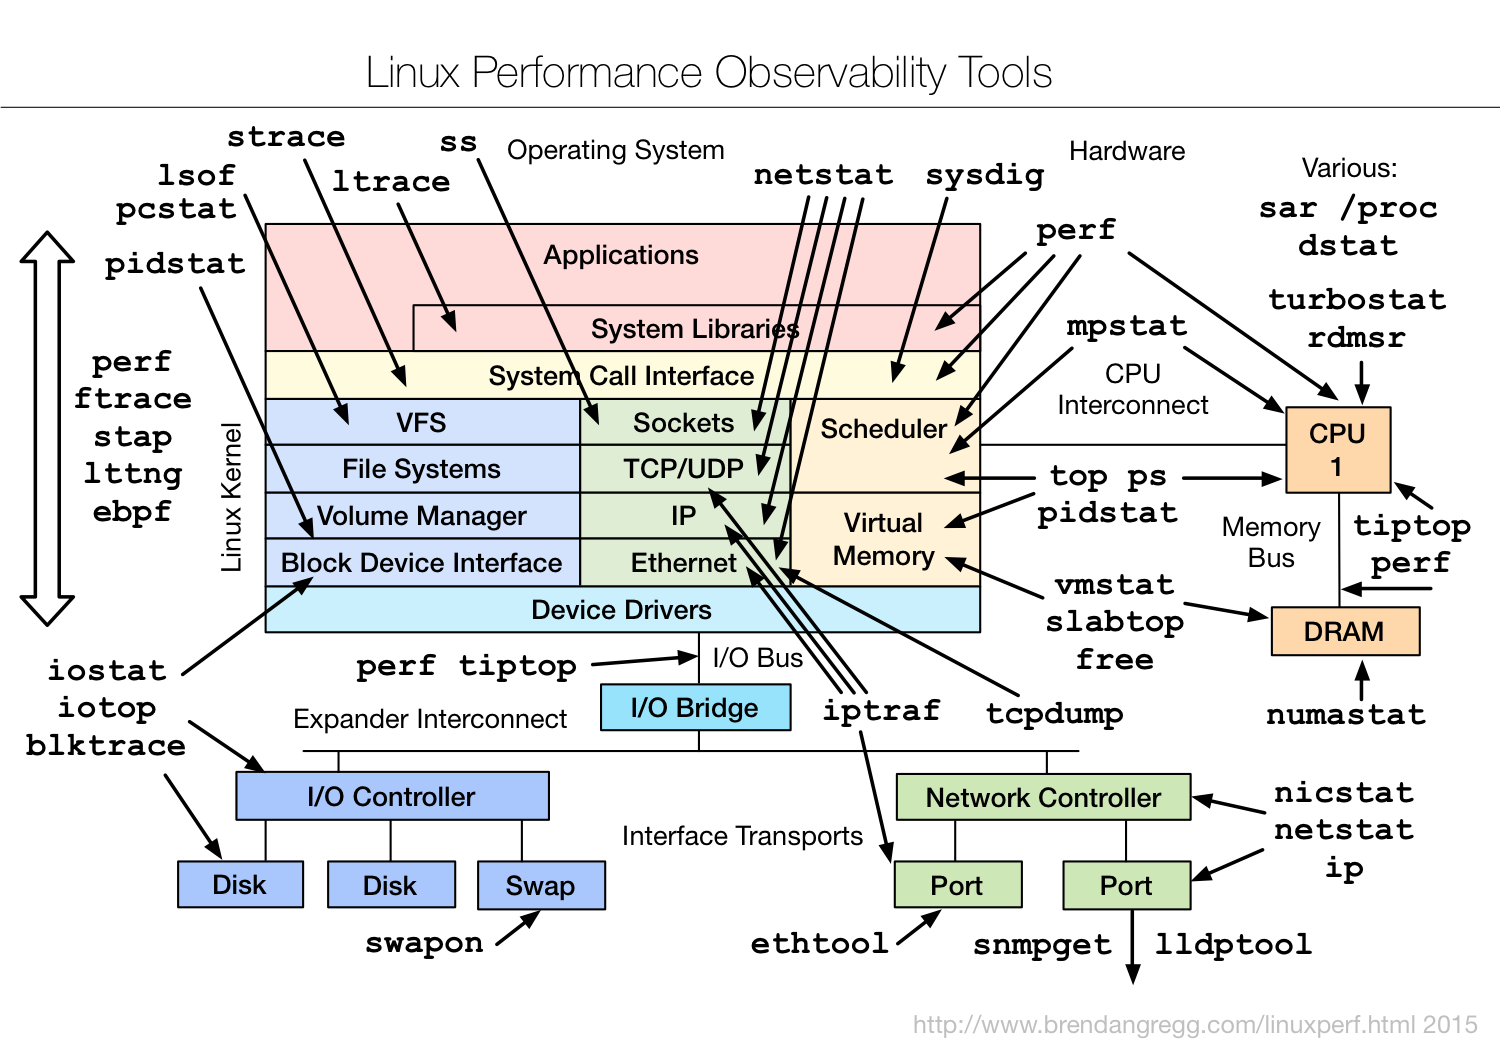 Linux Performance Observability Tools
strace
ss
Operating System
Hardware
lsof
ltrace
netstat
sysdig
Various:
pcstat
sar /proc
perf
dstat
pidstat
Applications
turbostat
rdmsr
System Libraries
mpstat
perf
ftrace
stap
lttng
ebpf
System Call Interface
CPU
Interconnect
Linux Kernel
VFS
Sockets
Scheduler
CPU
1
File Systems
TCP/UDP
top ps
pidstat
Volume Manager
IP
Virtual
Memory
Memory
Bus
tiptop
perf
Block Device Interface
Ethernet
vmstat
slabtop
free
Device Drivers
DRAM
iostat
iotop
blktrace
perf tiptop
I/O Bus
I/O Bridge
iptraf
tcpdump
numastat
Expander Interconnect
I/O Controller
Network Controller
nicstat
netstat
ip
Interface Transports
Disk
Disk
Swap
Port
Port
swapon
ethtool
snmpget
lldptool
http://www.brendangregg.com/linuxperf.html 2015